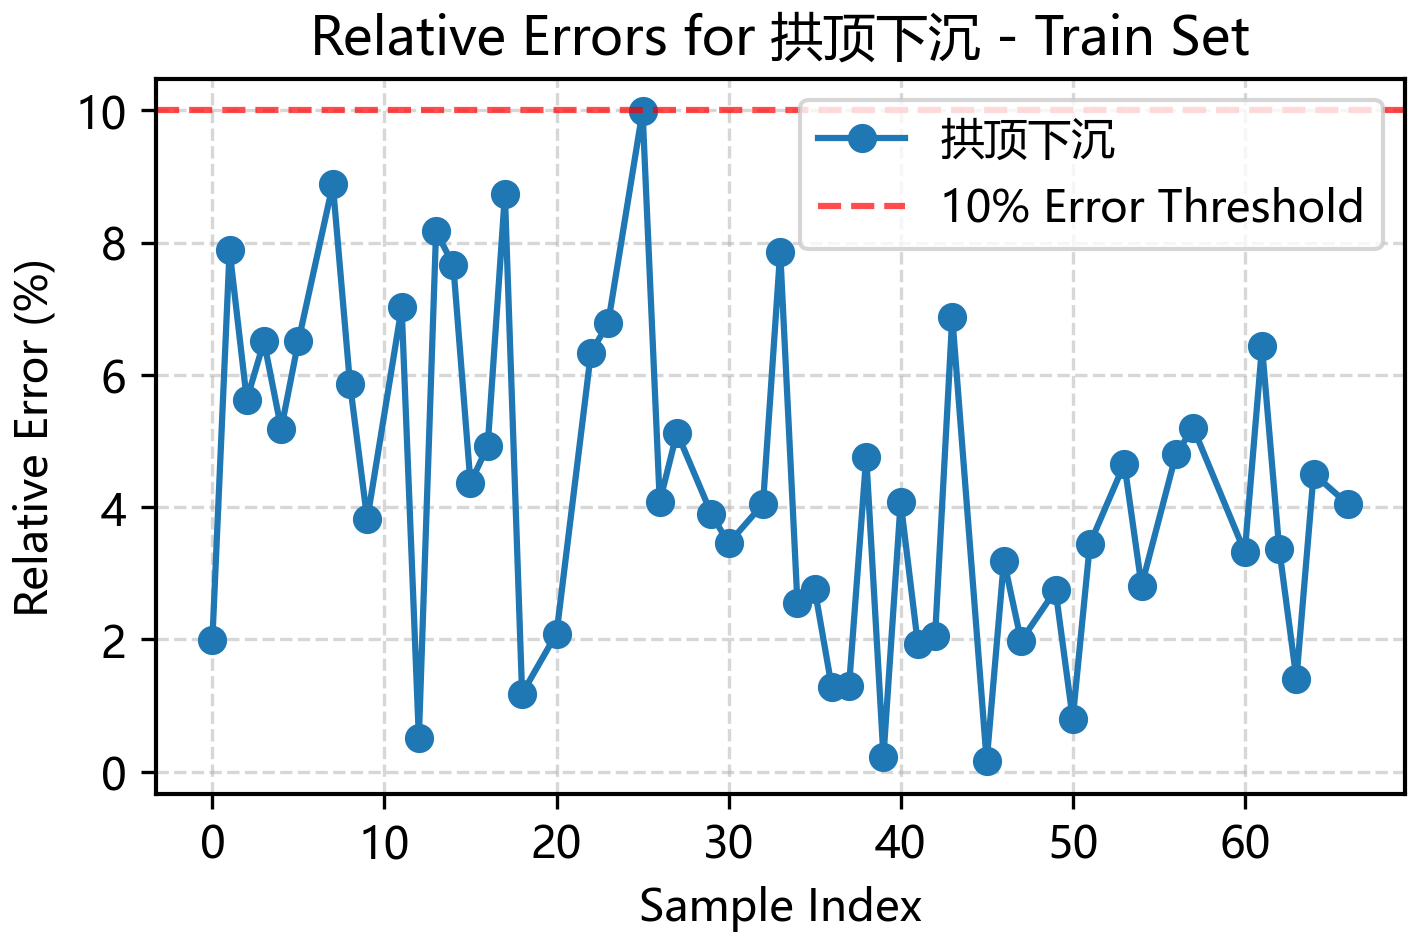 Relative Errors for 拱顶下沉 - Train Set
Relative Error (%)
10
8
6
4
2
0
拱顶下沉
10% Error Threshold
0 10 20 30 40 50 60
Sample Index